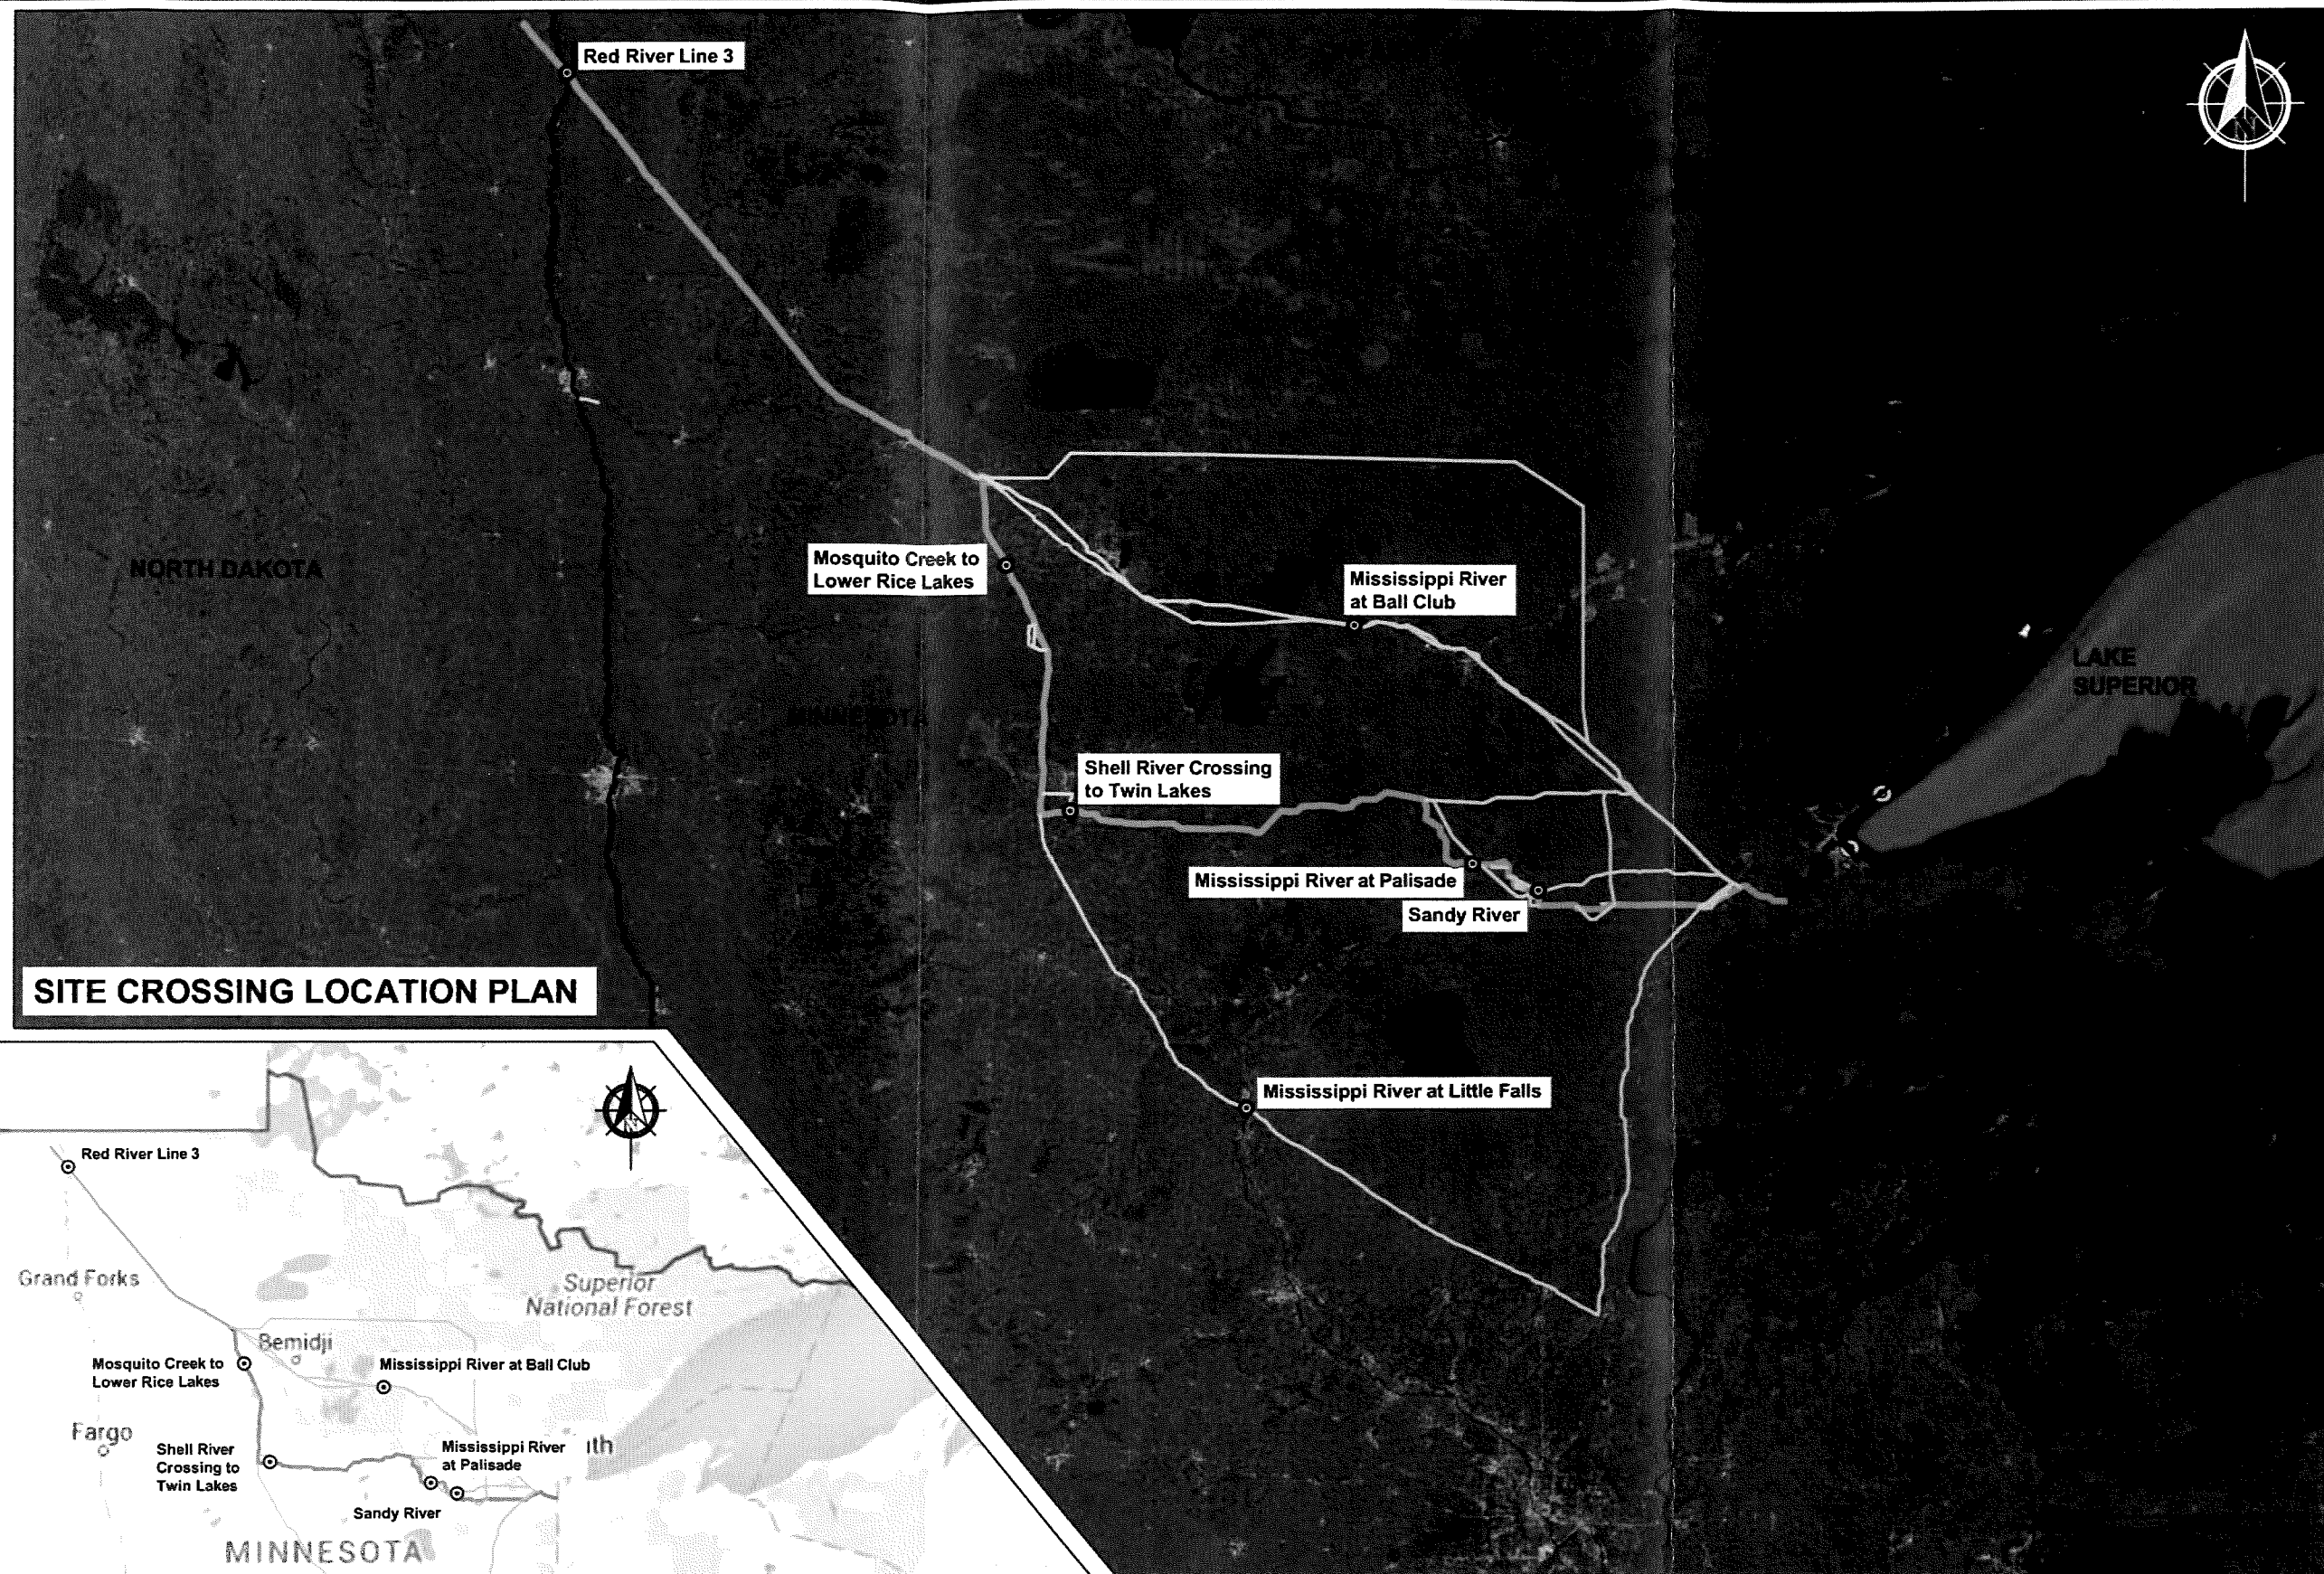 Red River Line 3
N
NORTH DAKOTA
Mosquito Creek to
Lower Rice Lakes
Mississippi River
at Ball Club
LAKE
SUPERIOR
MINNESOTA
Shell River Crossing
to Twin Lakes
Mississippi River at Palisade
Sandy River
SITE CROSSING LOCATION PLAN
Mississippi River at Little Falls
N
Red River Line 3
Grand Forks
Superior
National Forest
Bemidji
Mosquito Creek to
Lower Rice Lakes
Mississippi River at Ball Club
Fargo
Shell River
Crossing to
Twin Lakes
Mississippi River
at Palisade
uth
Sandy River
MINNESOTA